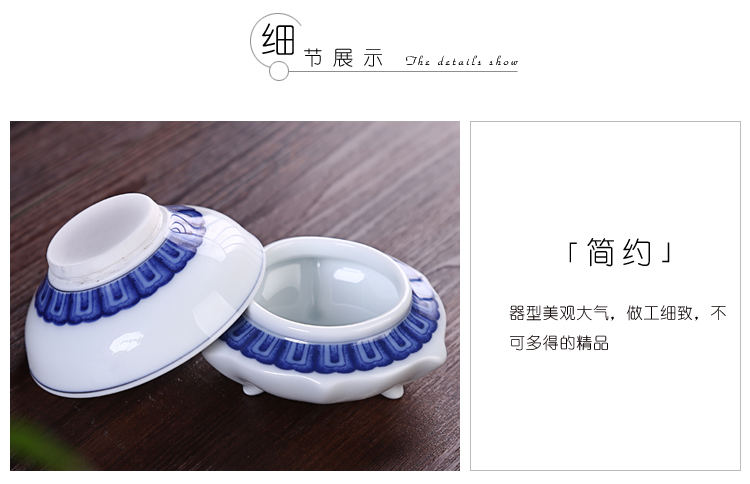 细节展示 The details show
「简约」
器型美观大气，做工细致，不
可多得的精品